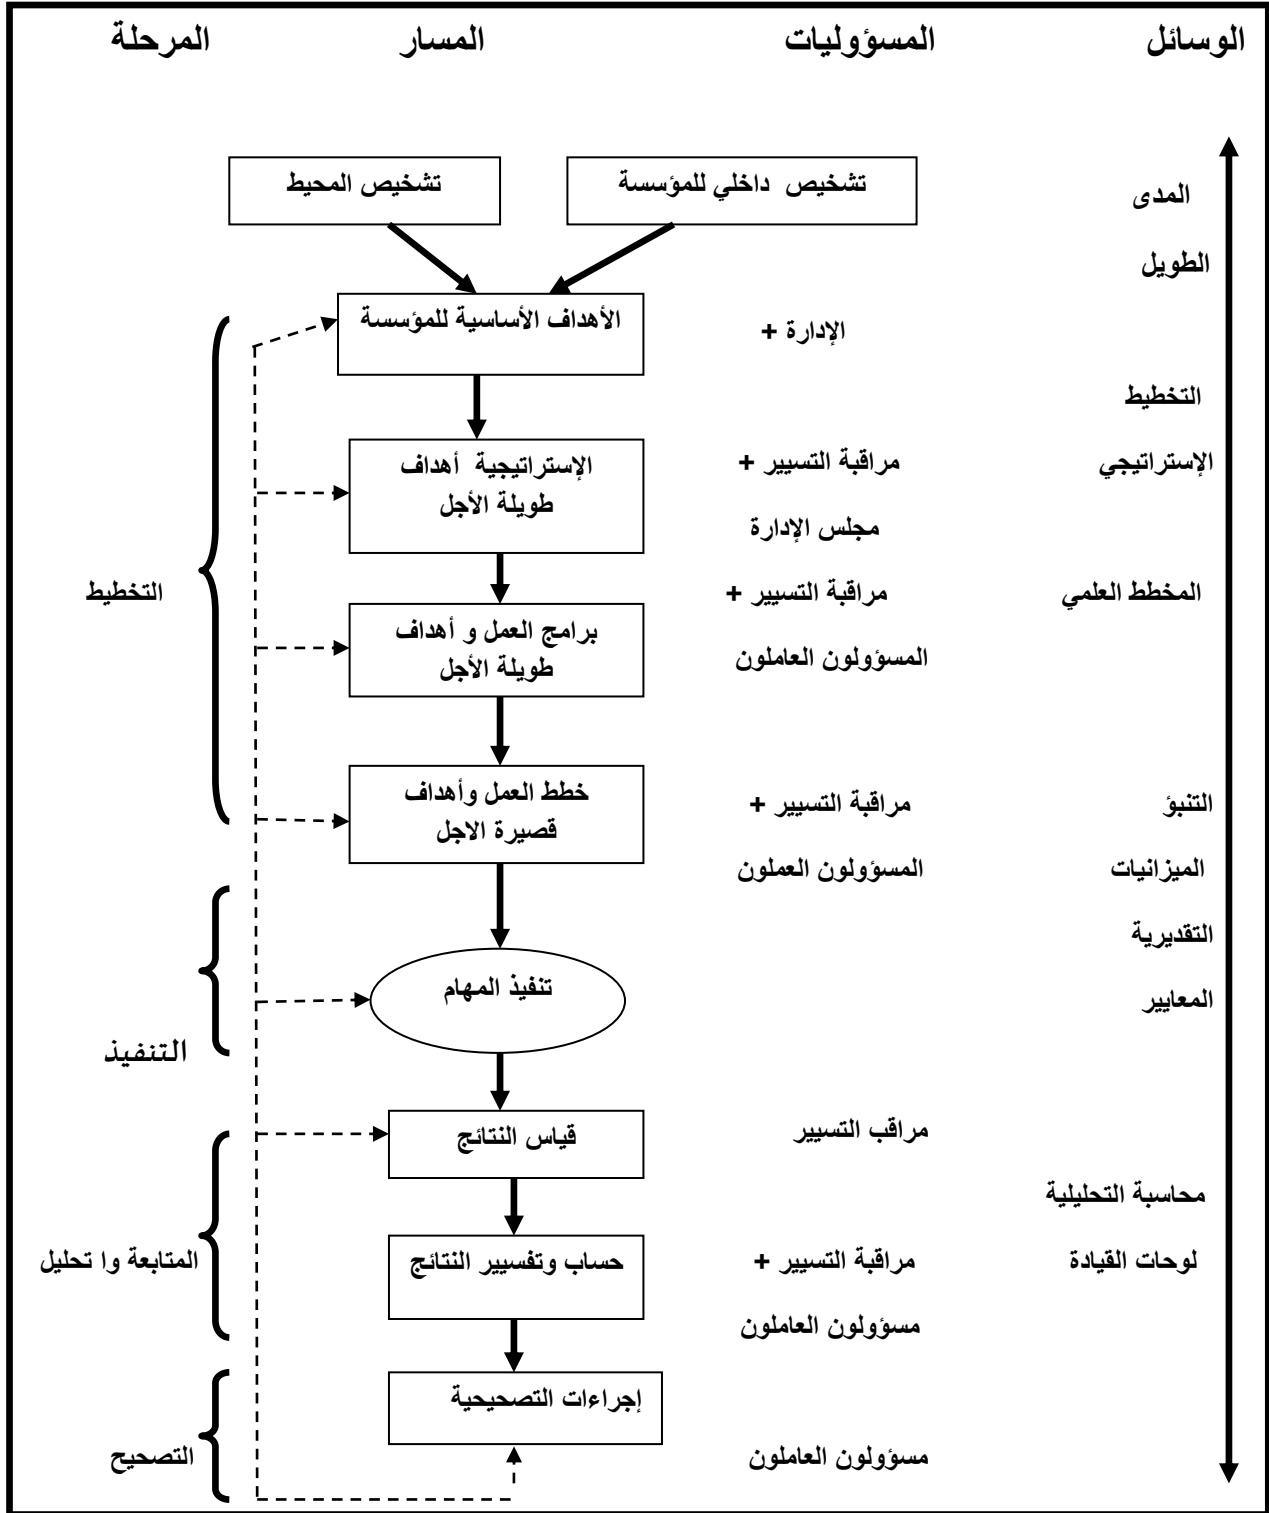 الوسائل
المسؤوليات
المسار
المرحلة
تشخيص داخلي للمؤسسة
تشخيص المحيط
المدى
الطويل
الأهداف الأساسية للمؤسسة
الإدارة +
التخطيط
الإستراتيجي
مراقبة التسيير +
مجلس الإدارة
الإستراتيجية أهداف
طويلة الأجل
المخطط العلمي
مراقبة التسيير +
المسؤولون العاملون
برامج العمل و أهداف
طويلة الأجل
التخطيط
التنبؤ
الميزانيات
التقديرية
المعايير
مراقبة التسيير +
المسؤولون العملون
خطط العمل وأهداف
قصيرة الاجل
تنفيذ المهام
التنفيذ
مراقب التسيير
قياس النتائج
محاسبة التحليلية
لوحات القيادة
مراقبة التسيير +
مسؤولون العاملون
حساب وتفسيير النتائج
المتابعة وا تحليل
إجراءات التصحيحية
مسؤولون العاملون
التصحيح